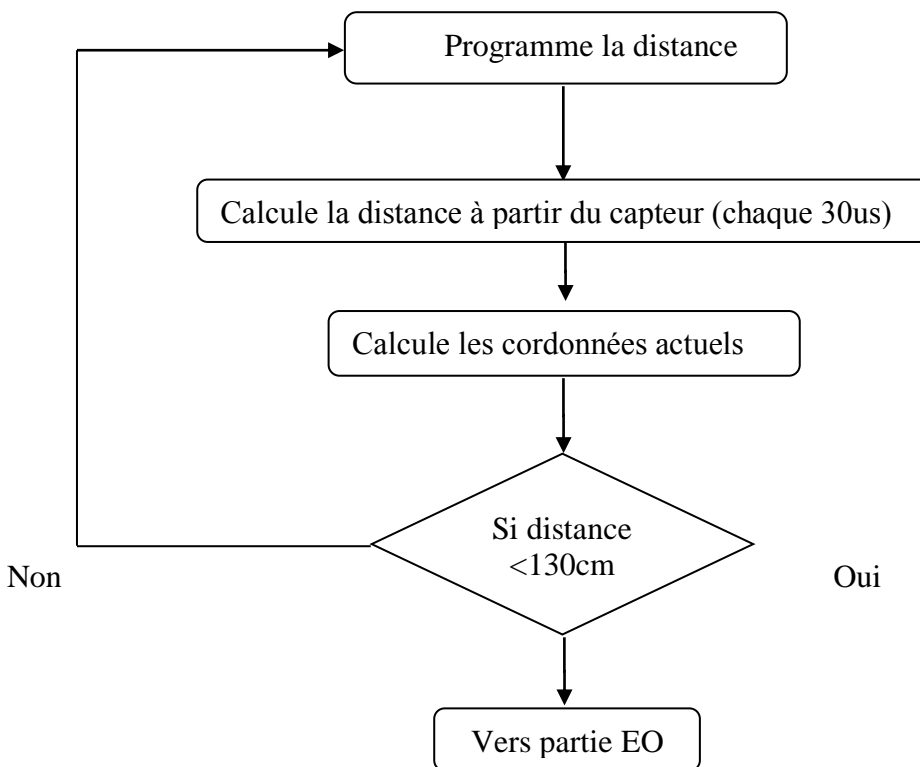 Programme la distance
Calcule la distance à partir du capteur (chaque 30us)
Calcule les cordonnées actuels
Si distance
<130cm
Non
Oui
Vers partie EO